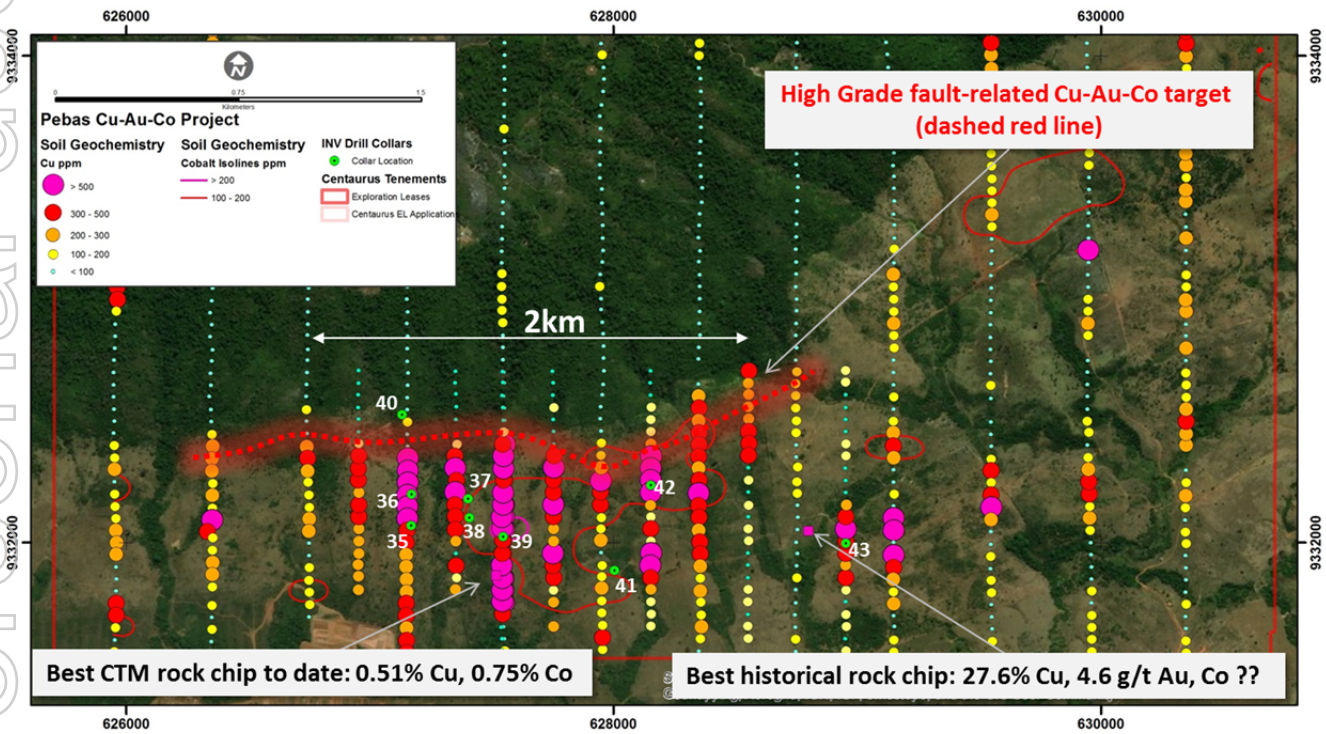 626000
628000
630000
9334000
9334000
N
0
0.75
1.5
Kilometers
Pebas Cu-Au-Co Project
Soil Geochemistry
Cu ppm
> 500
300 - 500
200 - 300
100 - 200
< 100
Soil Geochemistry
Cobalt Isolines ppm
> 200
100 - 200
INV Drill Collars
Collar Location
Centaurus Tenements
Exploration Leases
Centaurus EL Application
High Grade fault-related Cu-Au-Co target
(dashed red line)
2km
40
37
36
42
38
35
39
43
41
9332000
9332000
Best CTM rock chip to date: 0.51% Cu, 0.75% Co
Best historical rock chip: 27.6% Cu, 4.6 g/t Au, Co ??
626000
628000
630000